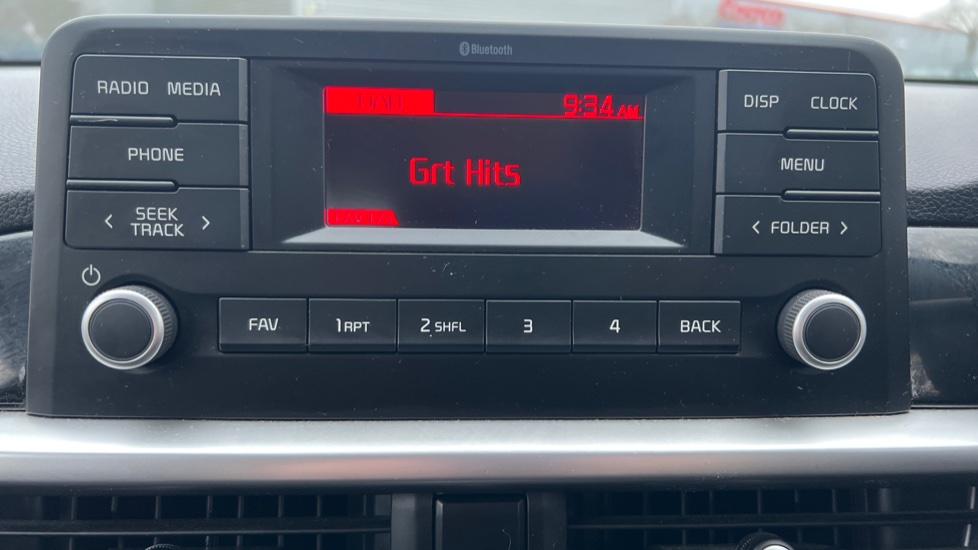 Bluetooth
RADIO MEDIA
PHONE
< SEEK >
TRACK
9:34 AM
Grt Hits
DISP CLOCK
MENU
< FOLDER >
FAV
1 RPT
2 SHFL
3
4
BACK